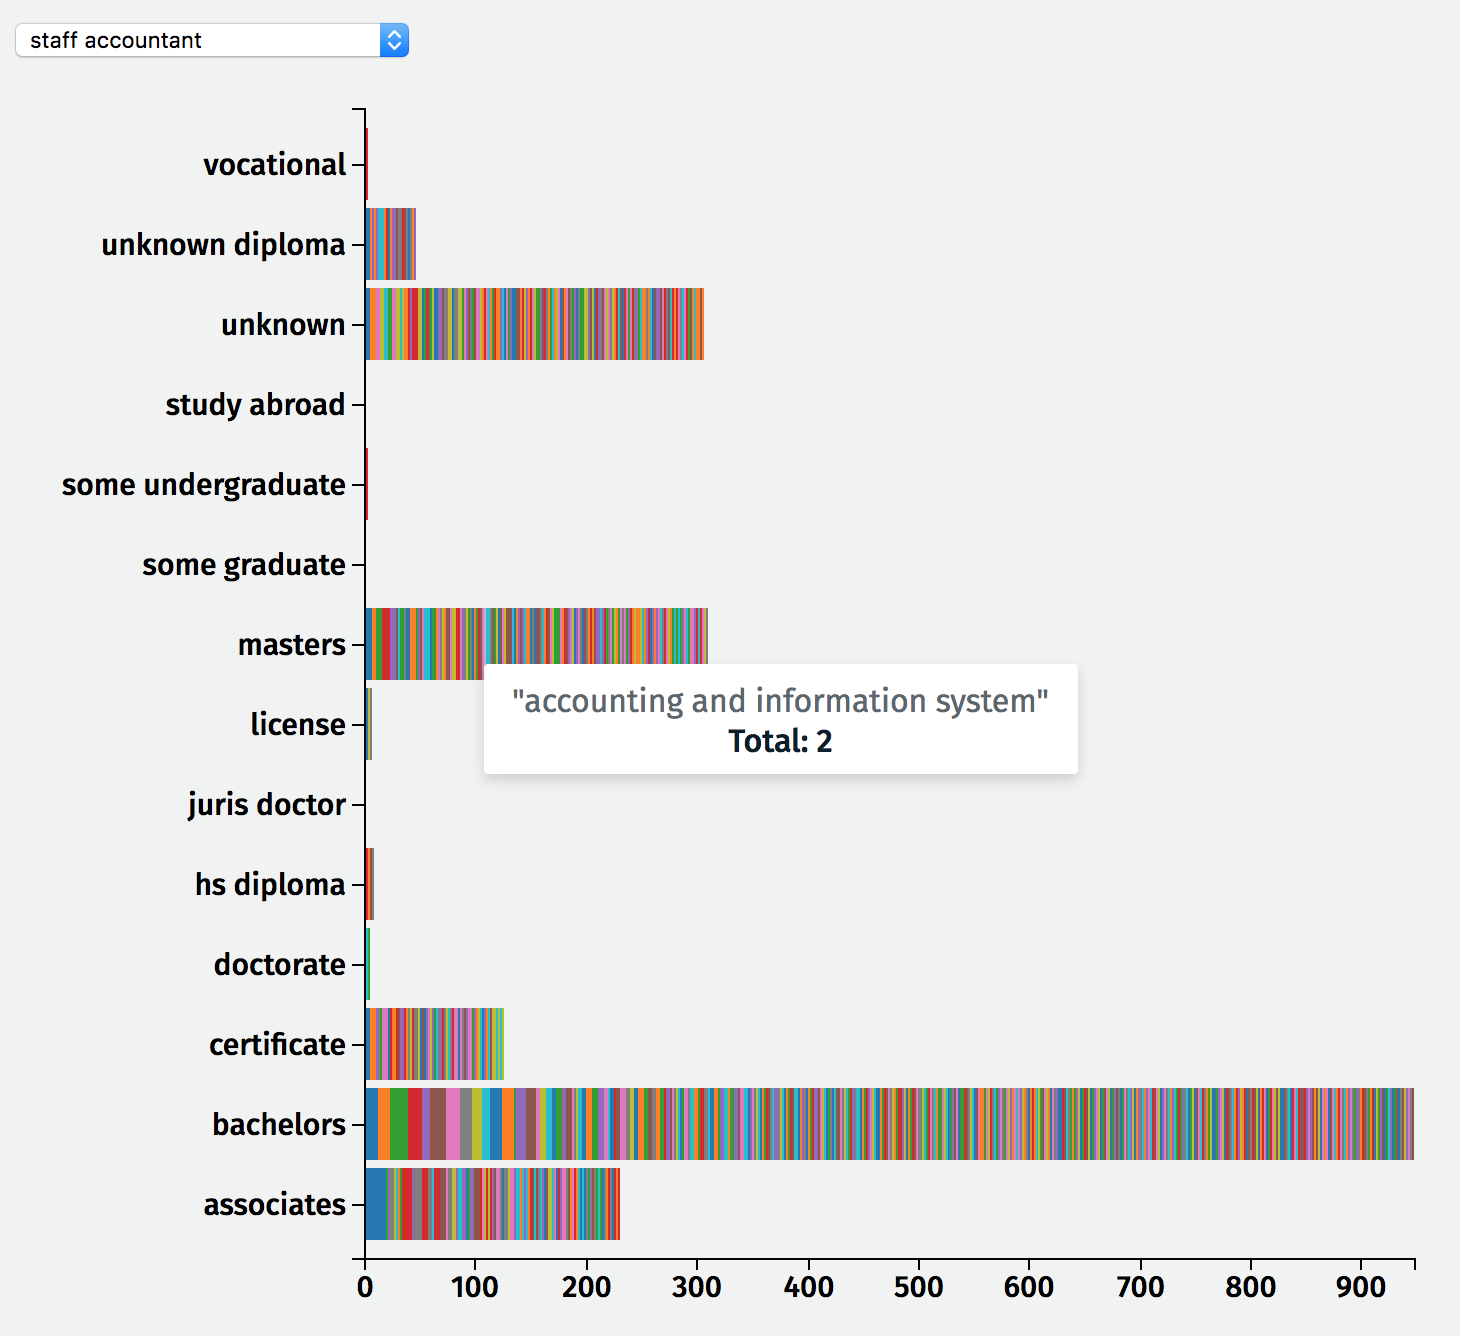 staff accountant
vocational
unknown diploma
unknown
study abroad
some undergraduate
some graduate
masters
"accounting and information system"
Total: 2
license
juris doctor
hs diploma
doctorate
certificate
bachelors
associates
0 100 200 300 400 500 600 700 800 900